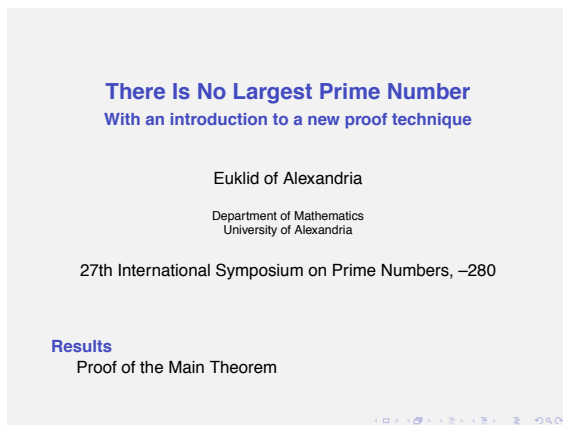 There Is No Largest Prime Number
With an introduction to a new proof technique
Euklid of Alexandria
Department of Mathematics
University of Alexandria
27th International Symposium on Prime Numbers, –280
Results
Proof of the Main Theorem